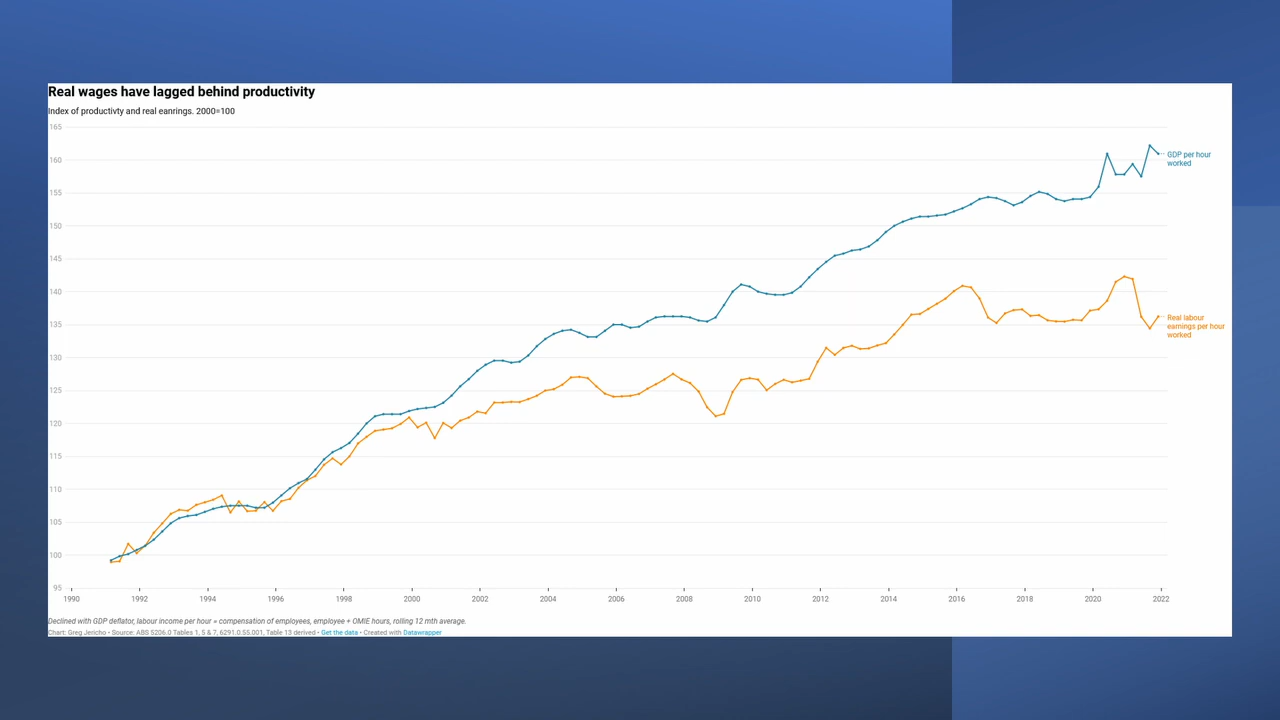 Real wages have lagged behind productivity
Index of productivty and real eanrings. 2000=100
165
160
155
150
145
140
135
130
125
120
115
110
105
100
95
GDP per hour
worked
Real labour
earnings per hour
worked
1990 1992 1994 1996 1998 2000 2002 2004 2006 2008 2010 2012 2014 2016 2018 2020 2022
Declined with GDP deflator, labour income per hour = compensation of employees, employee + OMIE hours, rolling 12 mth average.
Chart: Greg Jericho • Source: ABS 5206.0 Tables 1, 5 & 7, 6291.0.55.001, Table 13 derived • Get the data • Created with Datawrapper